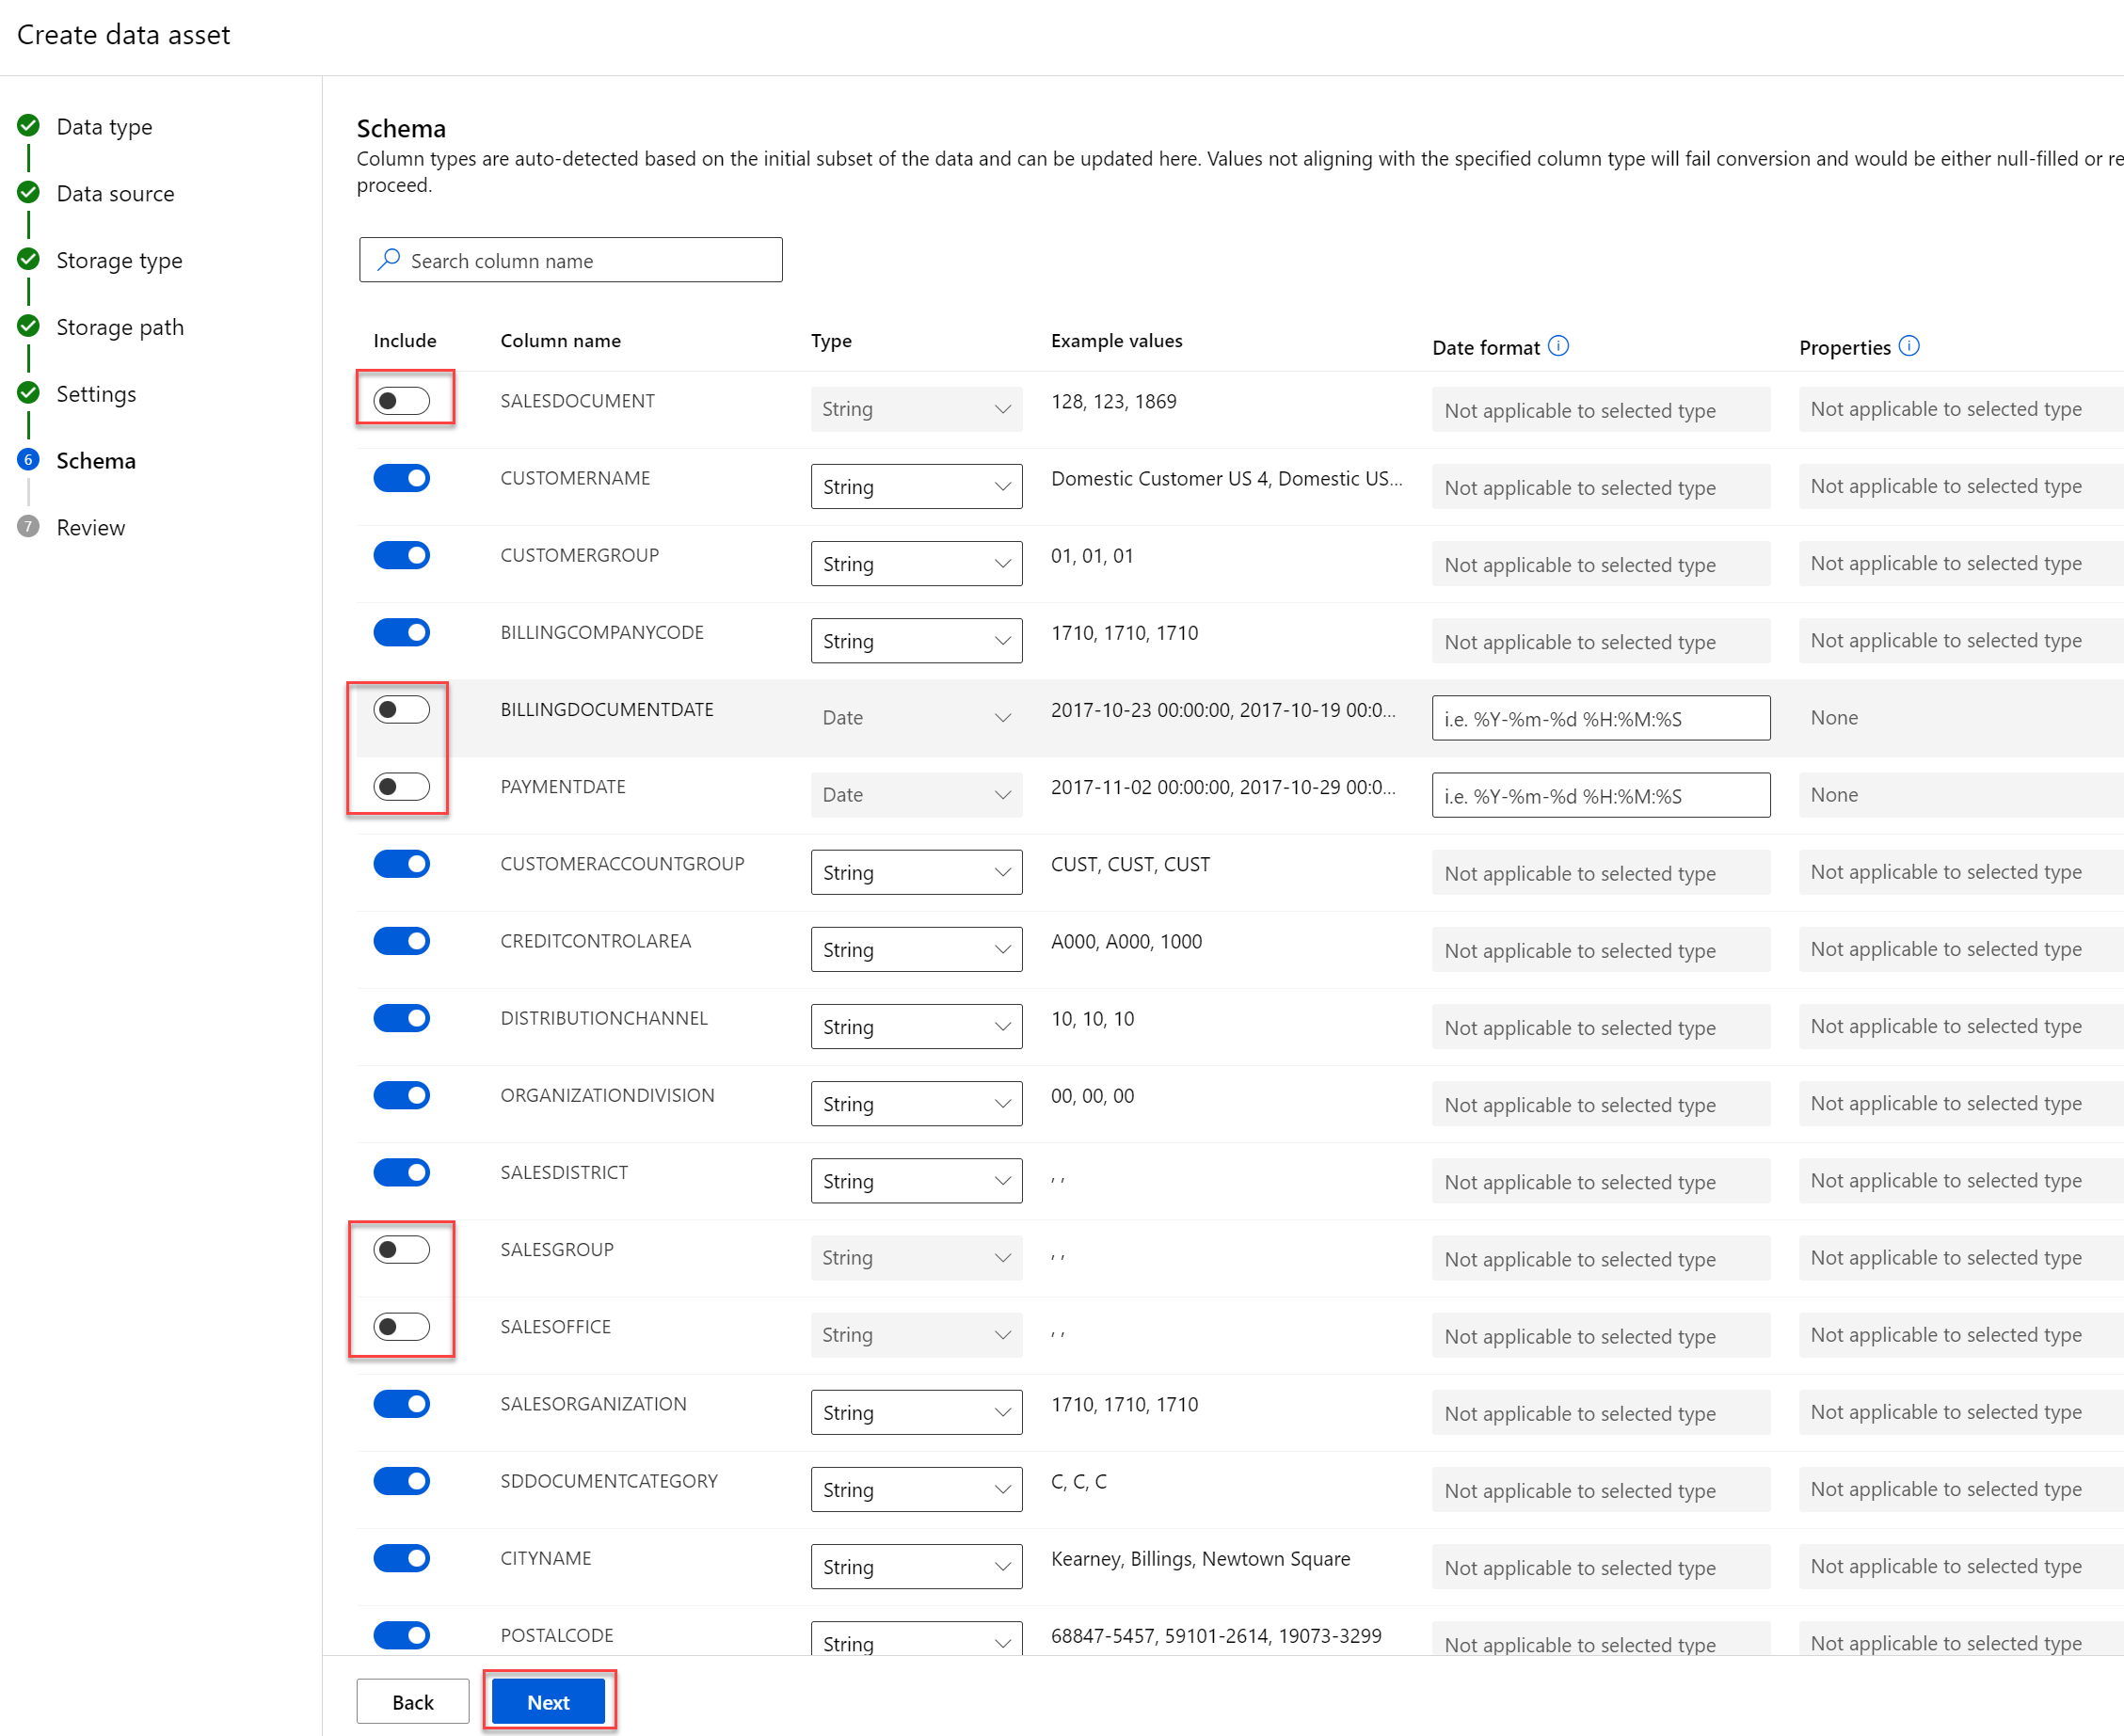 Create data asset
Data type
Data source
Storage type
Storage path
Settings
6 Schema
7 Review
Schema
Column types are auto-detected based on the initial subset of the data and can be updated here. Values not aligning with the specified column type will fail conversion and would be either null-filled or re
proceed.
Search column name
Include Column name Type Example values Date format Properties
SALESDOCUMENT String 128, 123, 1869 Not applicable to selected type Not applicable to selected type
CUSTOMERNAME String Domestic Customer US 4, Domestic US... Not applicable to selected type Not applicable to selected type
CUSTOMERGROUP String 01, 01, 01 Not applicable to selected type Not applicable to selected type
BILLINGCOMPANYCODE String 1710, 1710, 1710 Not applicable to selected type Not applicable to selected type
BILLINGDOCUMENTDATE Date 2017-10-23 00:00:00, 2017-10-19 00:0... i.e. %Y-%m-%d %H:%M:%S None
PAYMENTDATE Date 2017-11-02 00:00:00, 2017-10-29 00:0... i.e. %Y-%m-%d %H:%M:%S None
CUSTOMERACCOUNTGROUP String CUST, CUST, CUST Not applicable to selected type Not applicable to selected type
CREDITCONTROLAREA String A000, A000, 1000 Not applicable to selected type Not applicable to selected type
DISTRIBUTIONCHANNEL String 10, 10, 10 Not applicable to selected type Not applicable to selected type
ORGANIZATIONDIVISION String 00, 00, 00 Not applicable to selected type Not applicable to selected type
SALESDISTRICT String , , Not applicable to selected type Not applicable to selected type
SALESGROUP String , , Not applicable to selected type Not applicable to selected type
SALESOFFICE String , , Not applicable to selected type Not applicable to selected type
SALESORGANIZATION String 1710, 1710, 1710 Not applicable to selected type Not applicable to selected type
SDDOCUMENTCATEGORY String C, C, C Not applicable to selected type Not applicable to selected type
CITYNAME String Kearney, Billings, Newtown Square Not applicable to selected type Not applicable to selected type
POSTALCODE String 68847-5457, 59101-2614, 19073-3299 Not applicable to selected type Not applicable to selected type
Back Next